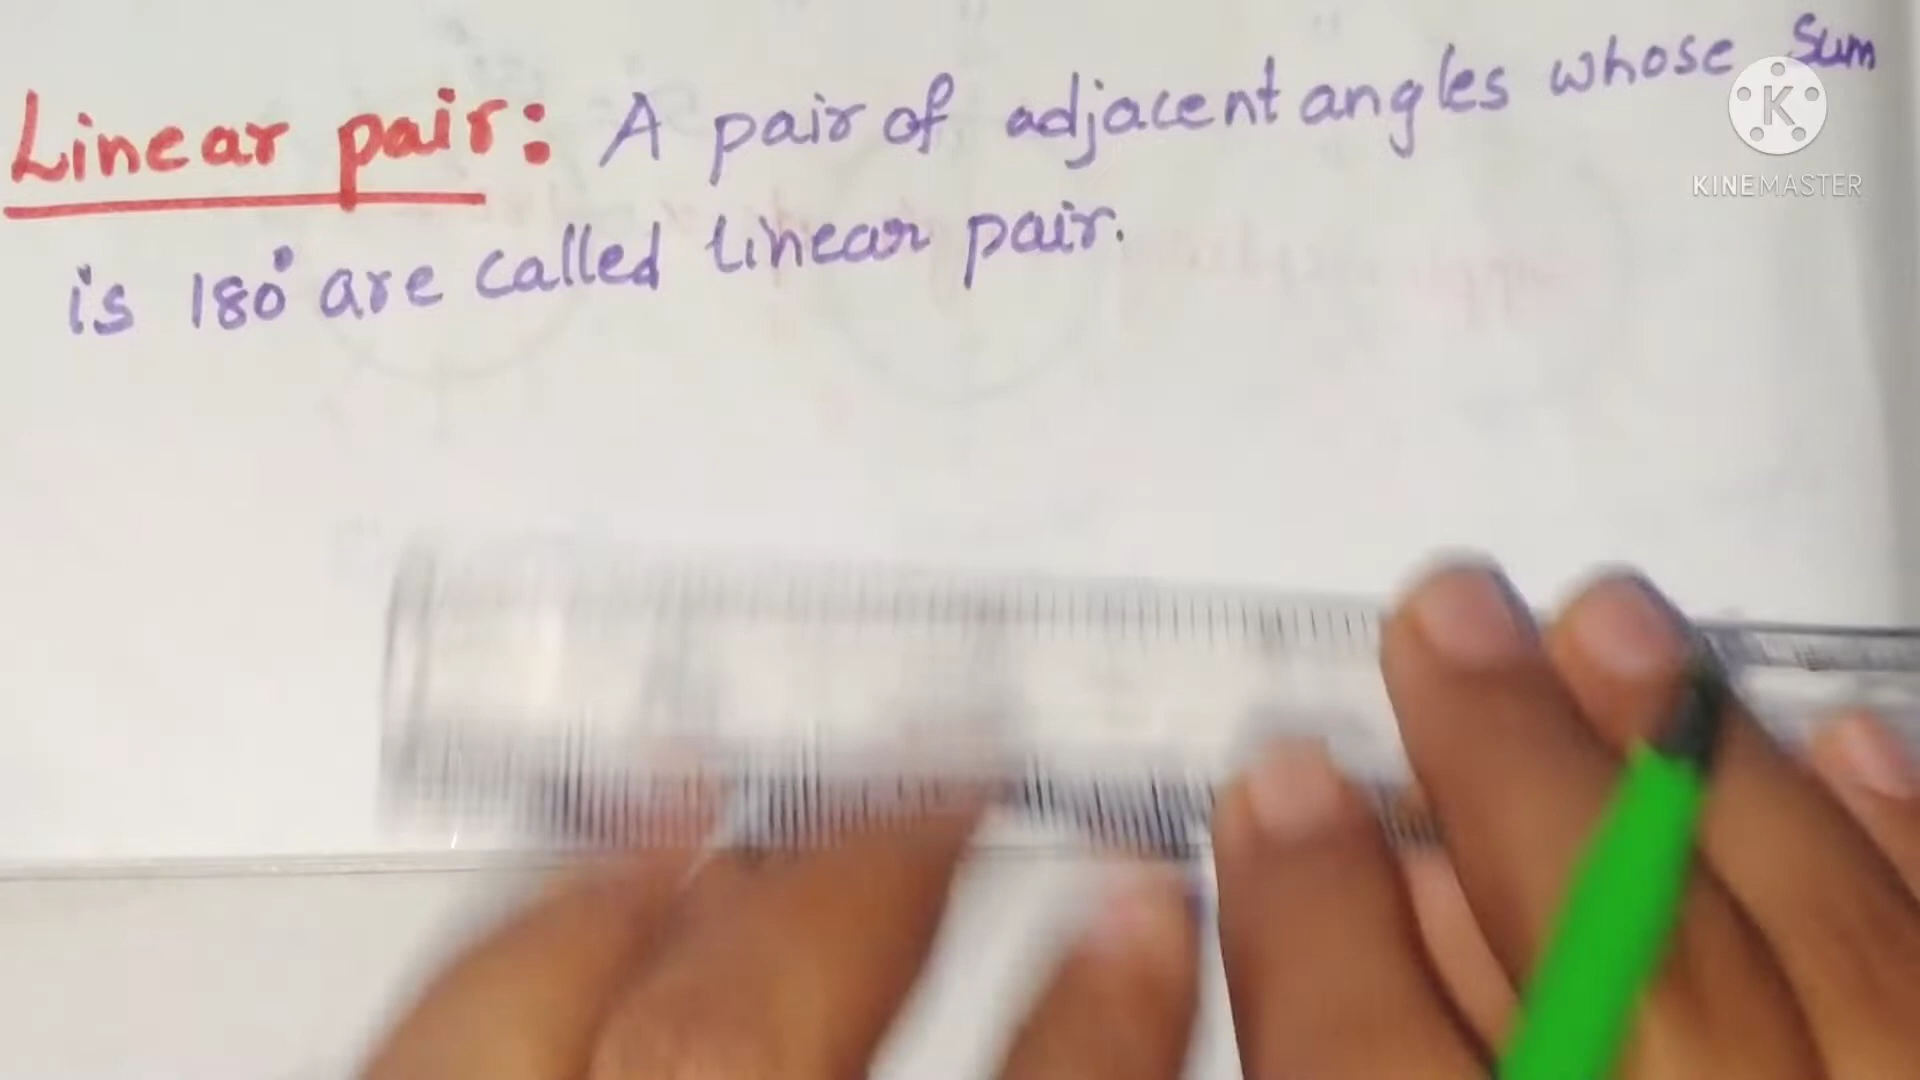 Linear pair: A pair of adjacent angles whose Sum
is 180° are called linear pair.
K
KINEMASTER